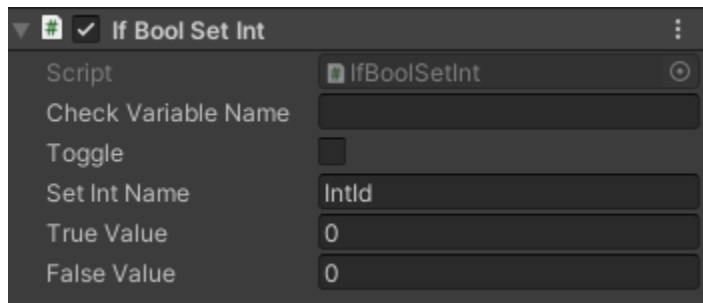 # If Bool Set Int
Script # IfBoolSetInt
Check Variable Name
Toggle
Set Int Name IntId
True Value 0
False Value 0